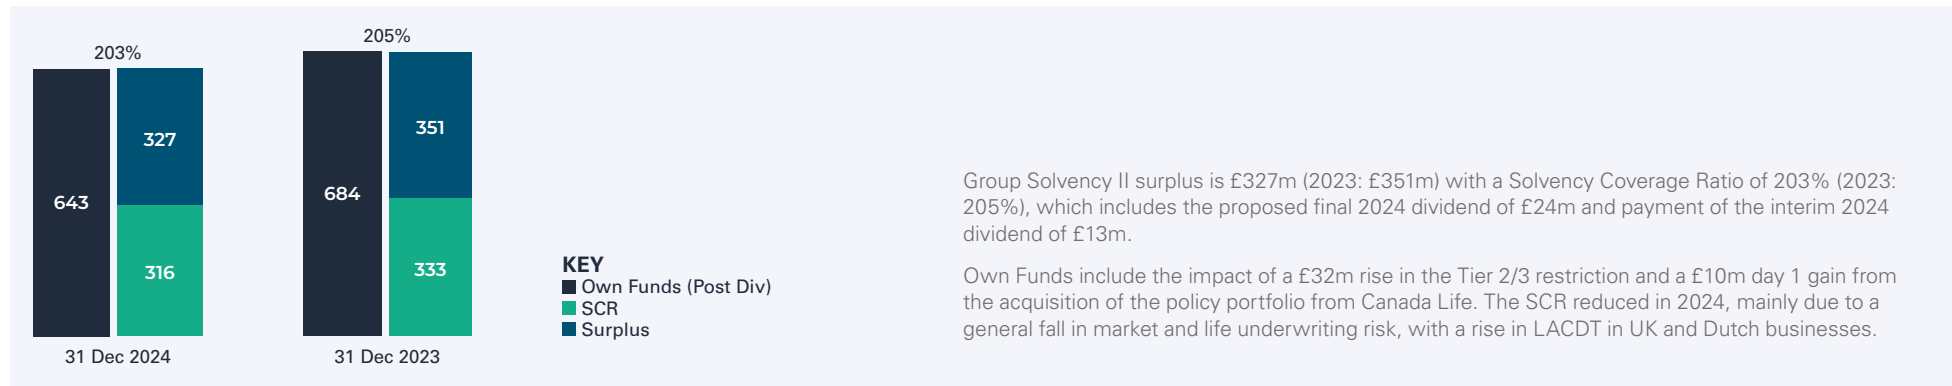 203%
327
643
316
31 Dec 2024
205%
351
684
333
31 Dec 2023
KEY
Own Funds (Post Div)
SCR
Surplus
Group Solvency II surplus is £327m (2023: £351m) with a Solvency Coverage Ratio of 203% (2023:
205%), which includes the proposed final 2024 dividend of £24m and payment of the interim 2024
dividend of £13m.
Own Funds include the impact of a £32m rise in the Tier 2/3 restriction and a £10m day 1 gain from
the acquisition of the policy portfolio from Canada Life. The SCR reduced in 2024, mainly due to a
general fall in market and life underwriting risk, with a rise in LACDT in UK and Dutch businesses.